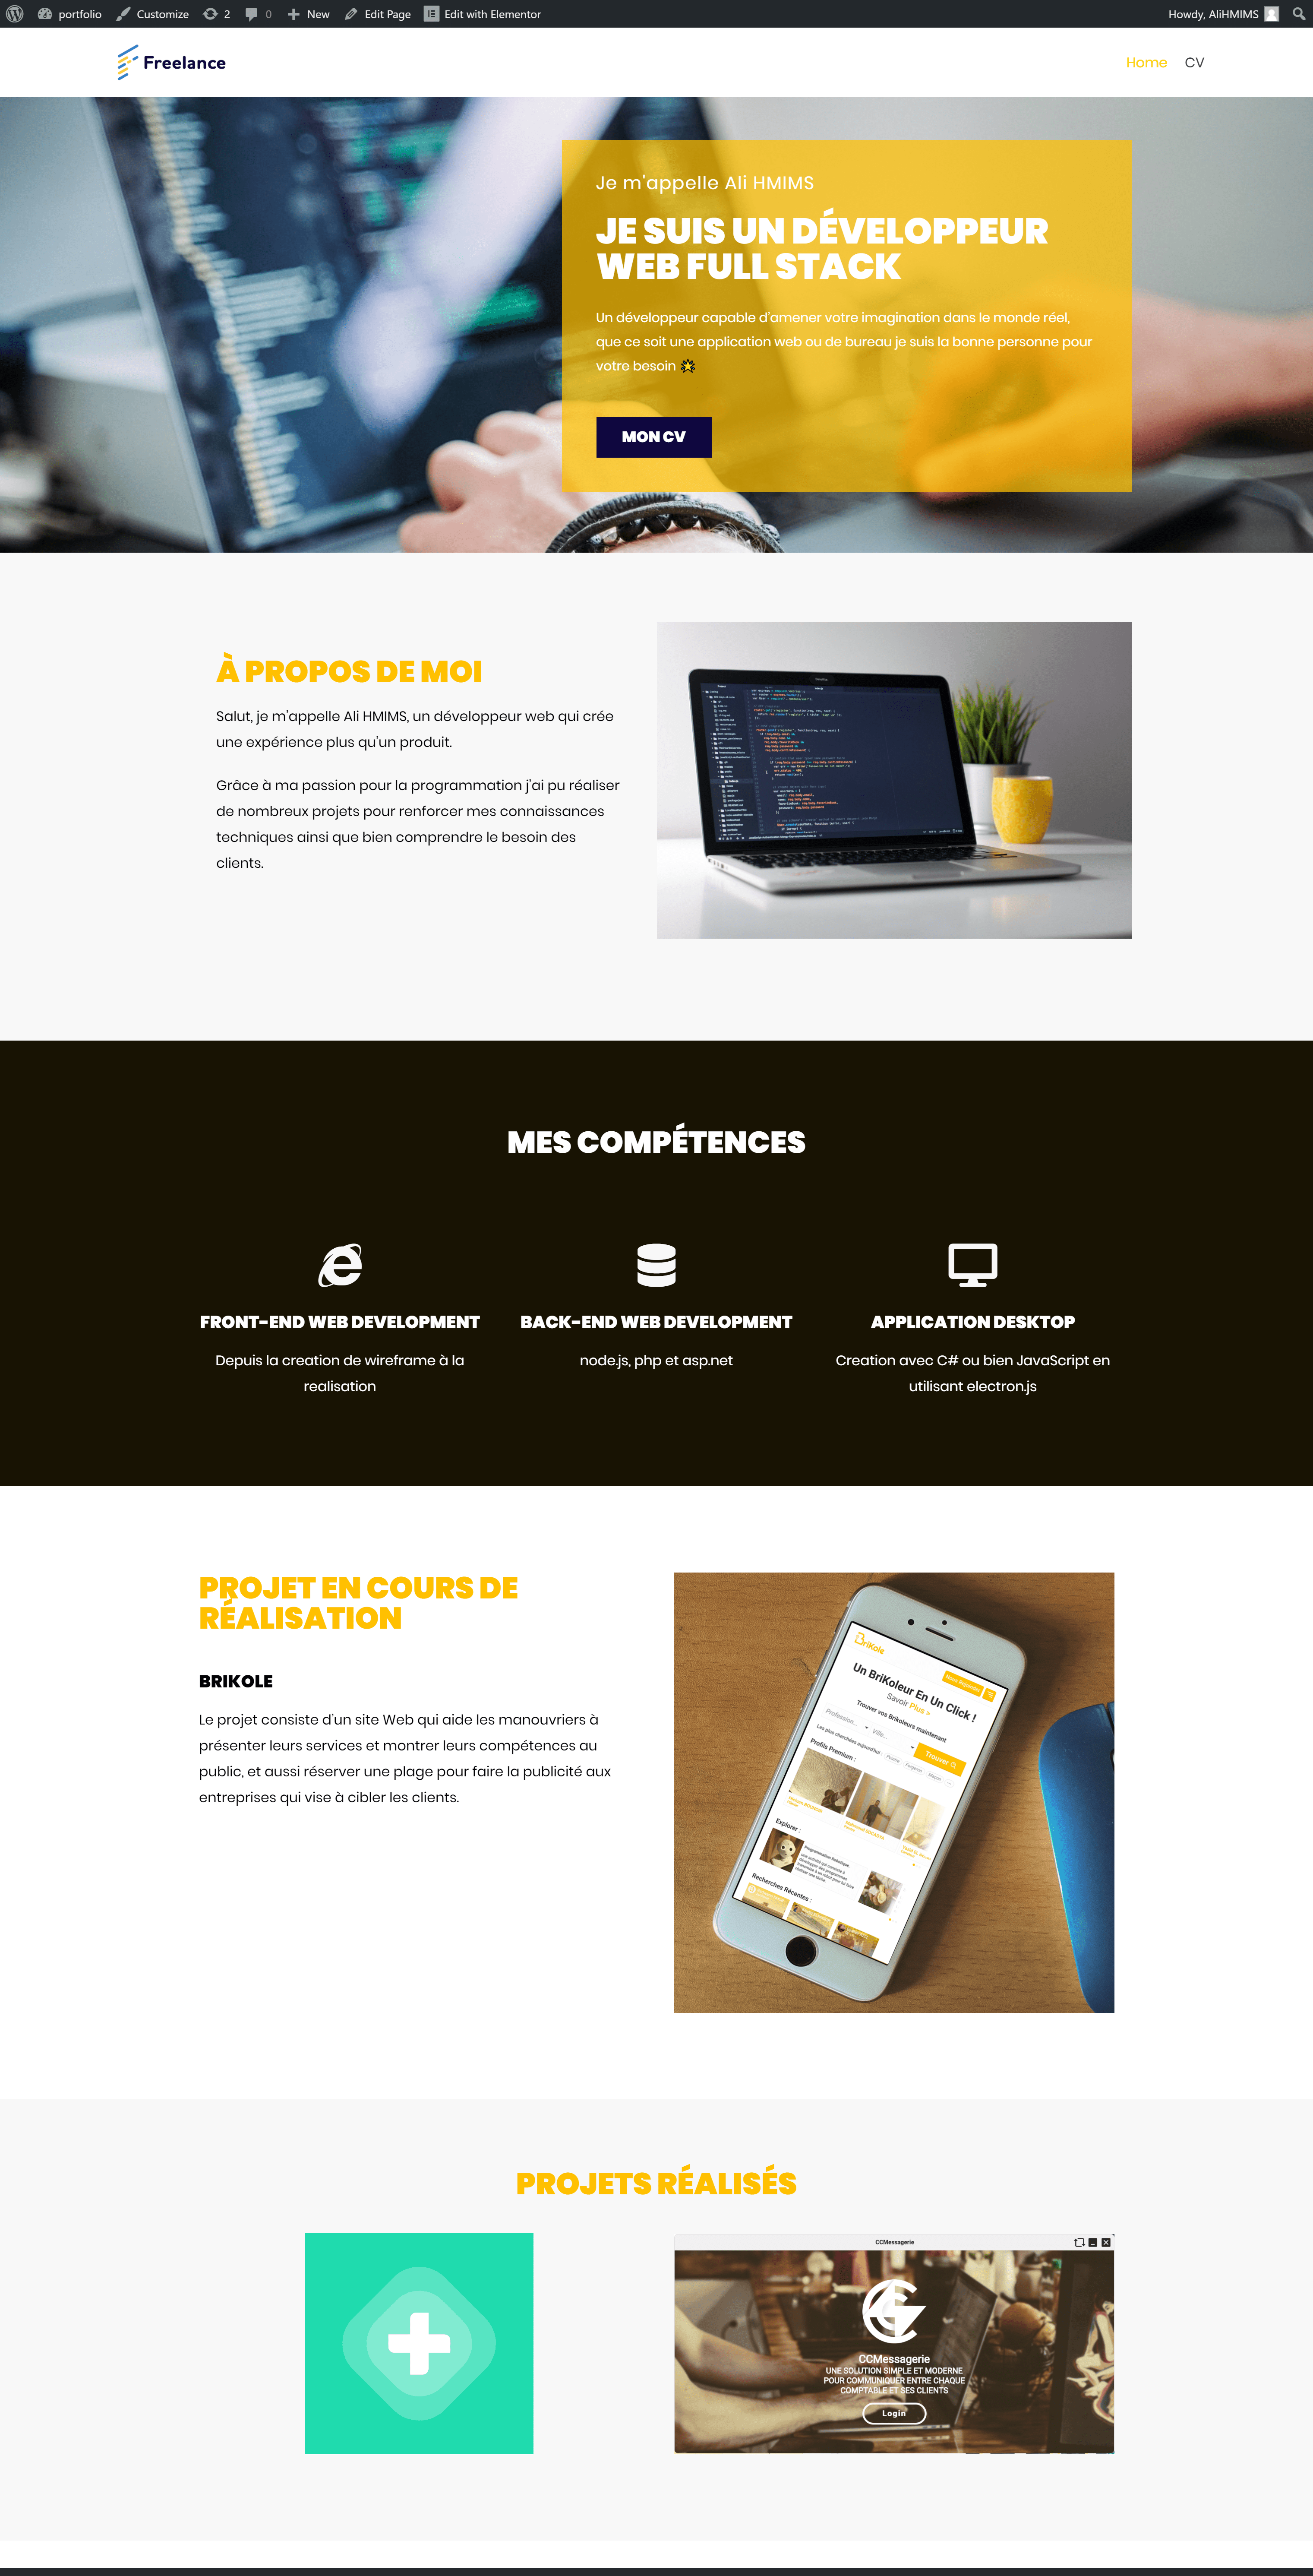 portfolio Customize 2 0 New Edit Page Edit with Elementor Howdy, AliHMIMS
Freelance
Home CV
Je m'appelle Ali HMIMS
JE SUIS UN DÉVELOPPEUR
WEB FULL STACK
Un développeur capable d'amener votre imagination dans le monde réel,
que ce soit une application web ou de bureau je suis la bonne personne pour
votre besoin 🌟
MON CV
À PROPOS DE MOI
Salut, je m'appelle Ali HMIMS, un développeur web qui crée
une expérience plus qu'un produit.
Grâce à ma passion pour la programmation j'ai pu réaliser
de nombreux projets pour renforcer mes connaissances
techniques ainsi que bien comprendre le besoin des
clients.
MES COMPÉTENCES
FRONT-END WEB DEVELOPMENT
Depuis la creation de wireframe à la
realisation
BACK-END WEB DEVELOPMENT
node.js, php et asp.net
APPLICATION DESKTOP
Creation avec C# ou bien JavaScript en
utilisant electron.js
PROJET EN COURS DE
RÉALISATION
BRIKOLE
Le projet consiste d'un site Web qui aide les manouvriers à
présenter leurs services et montrer leurs compétences au
public, et aussi réserver une plage pour faire la publicité aux
entreprises qui vise à cibler les clients.
BriKole
Un BriKoleur En Un Click !
Savoir Plus >
Trouver vos Brikoleurs maintenant
Profession...
Ville...
Trouver
Les plus cherchées aujourd'hui :
Profils Premium :
Explorer :
Programmation Robotique.
Recherches Récentes :
PROJETS RÉALISÉS
CCMessagerie
CCMessagerie
UNE SOLUTION SIMPLE ET MODERNE
POUR COMMUNIQUER ENTRE CHAQUE
COMPTABLE ET SES CLIENTS
Login